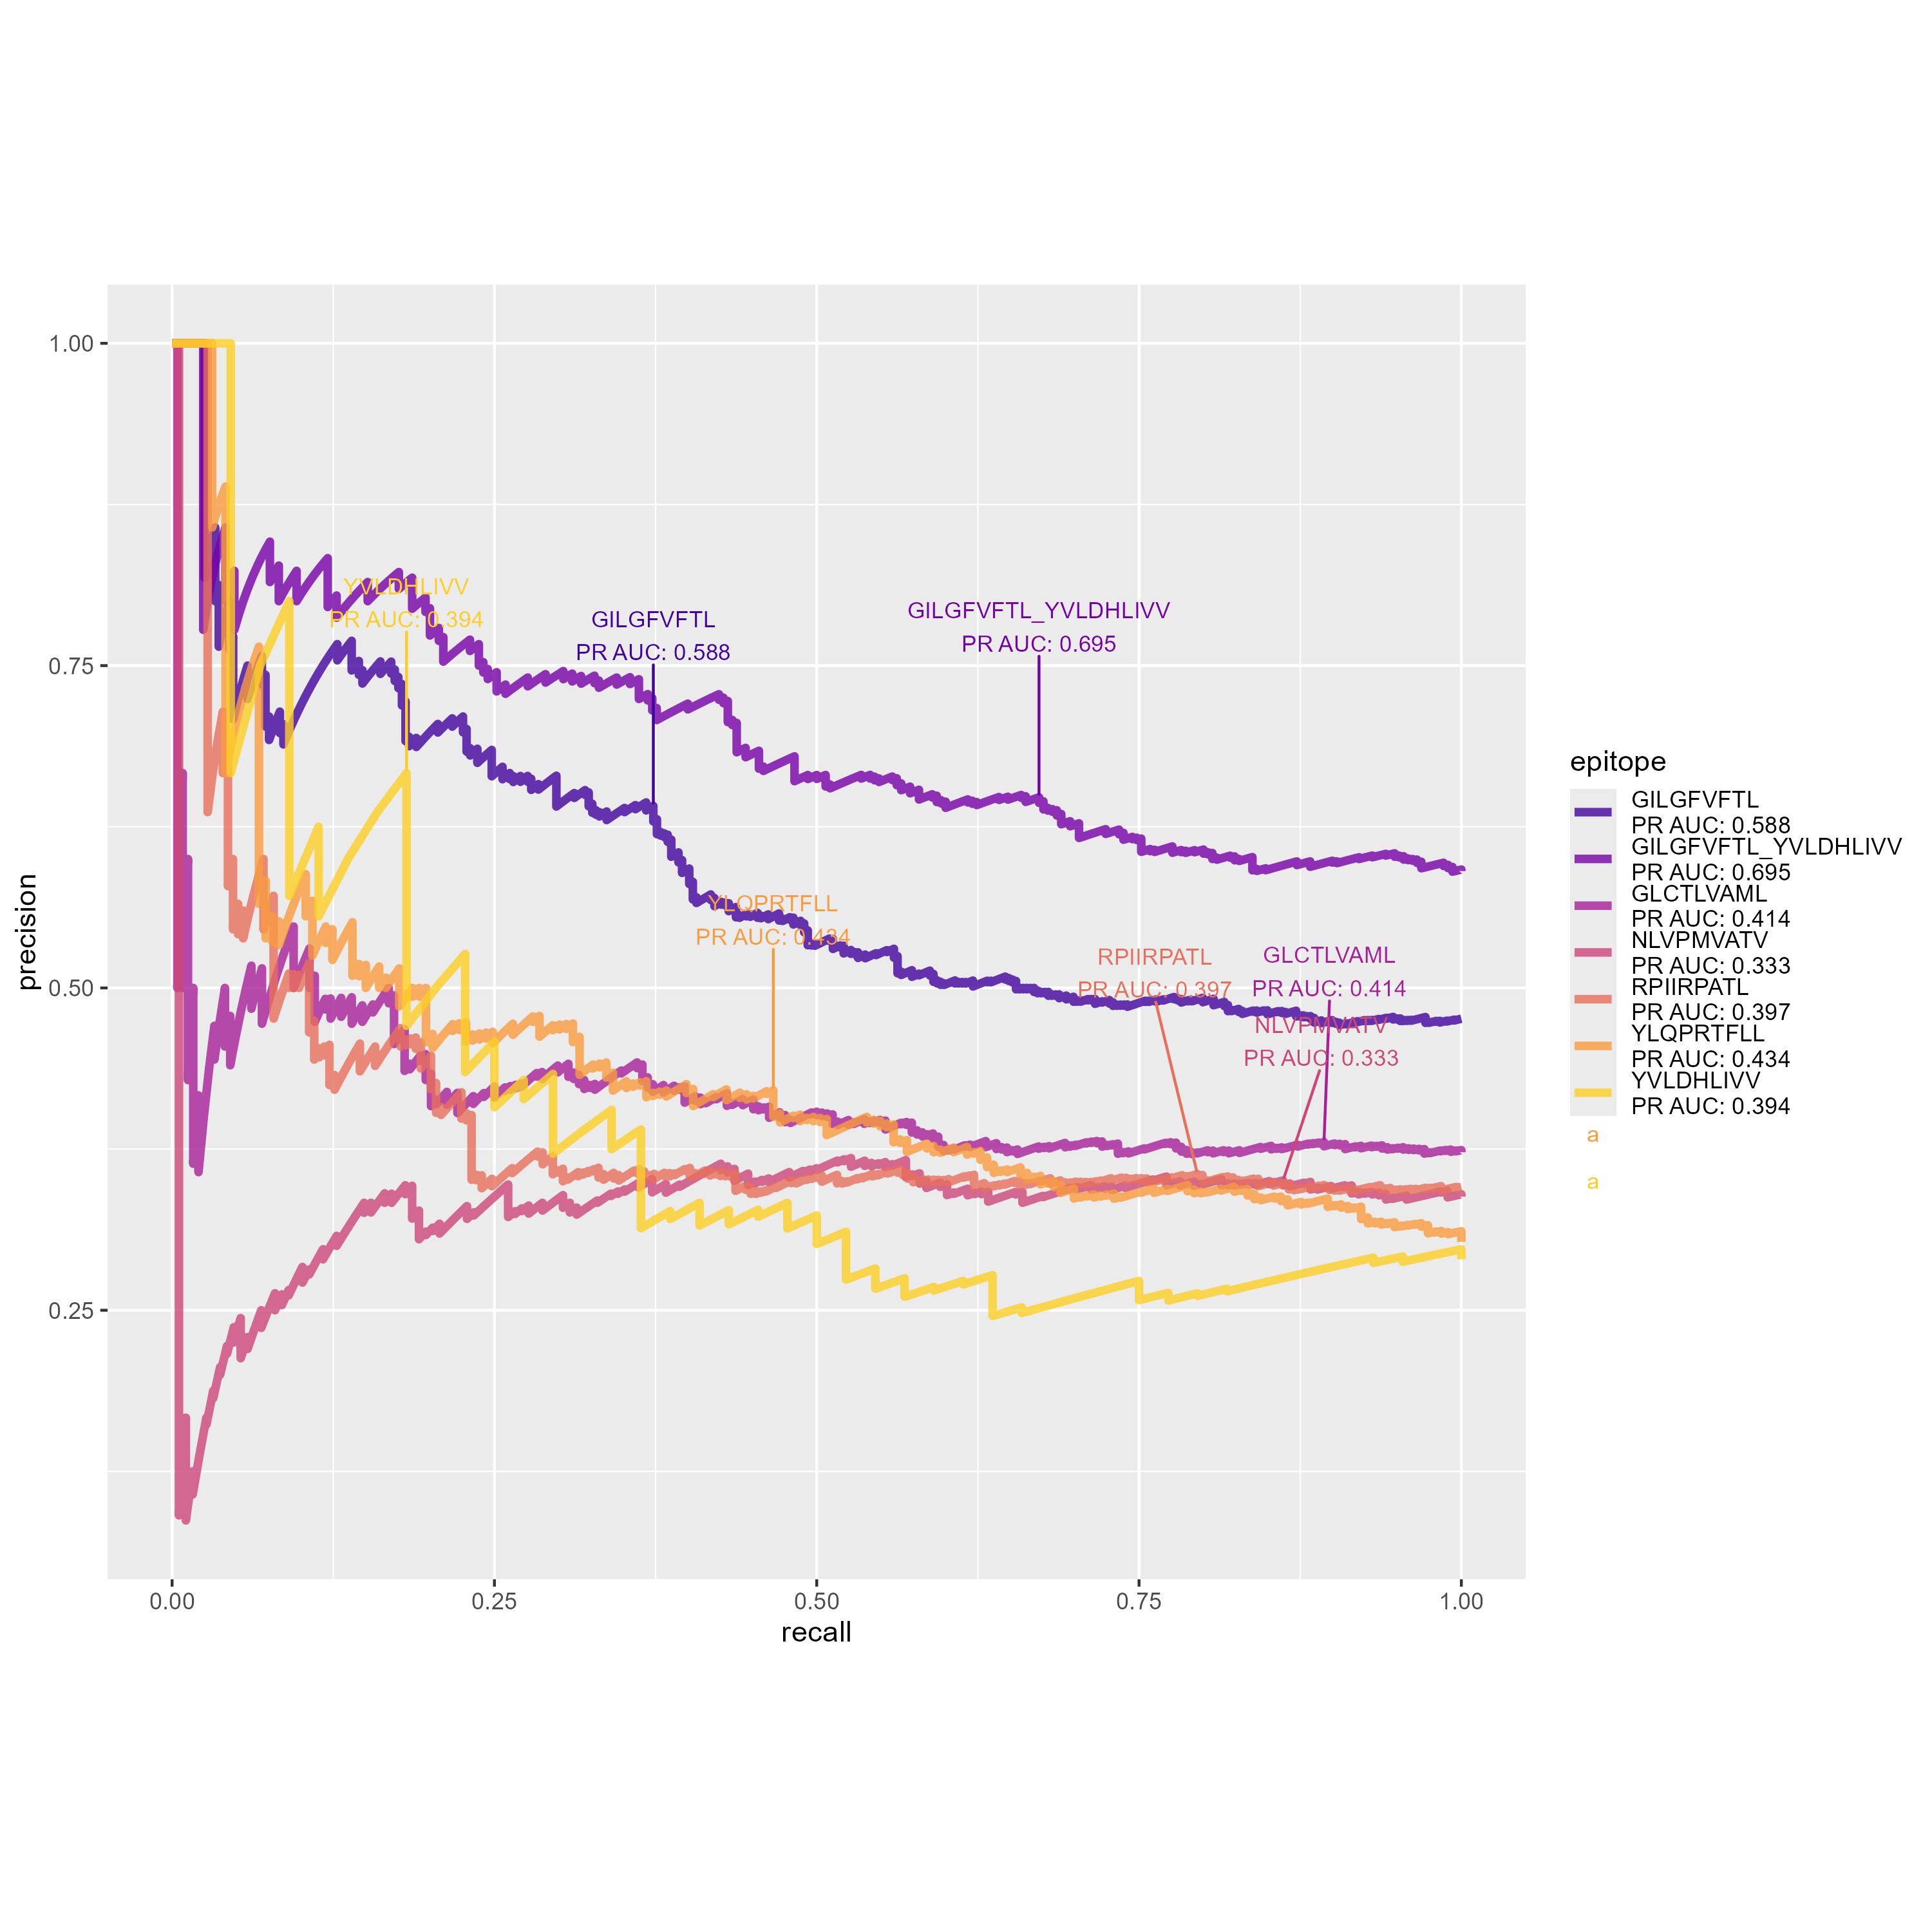 1.00
0.75
0.50
0.25
precision
YVLDHLIVV
PR AUC: 0.394
GILGFVFTL
PR AUC: 0.588
GILGFVFTL_YVLDHLIVV
PR AUC: 0.695
YLQPRTFLL
PR AUC: 0.434
RPIIRPATL
PR AUC: 0.397
GLCTLVAML
PR AUC: 0.414
NLVPMVATV
PR AUC: 0.333
0.00
0.25
0.50
0.75
1.00
recall
epitope
GILGFVFTL
PR AUC: 0.588
GILGFVFTL_YVLDHLIVV
PR AUC: 0.695
GLCTLVAML
PR AUC: 0.414
NLVPMVATV
PR AUC: 0.333
RPIIRPATL
PR AUC: 0.397
YLQPRTFLL
PR AUC: 0.434
YVLDHLIVV
PR AUC: 0.394
a
a